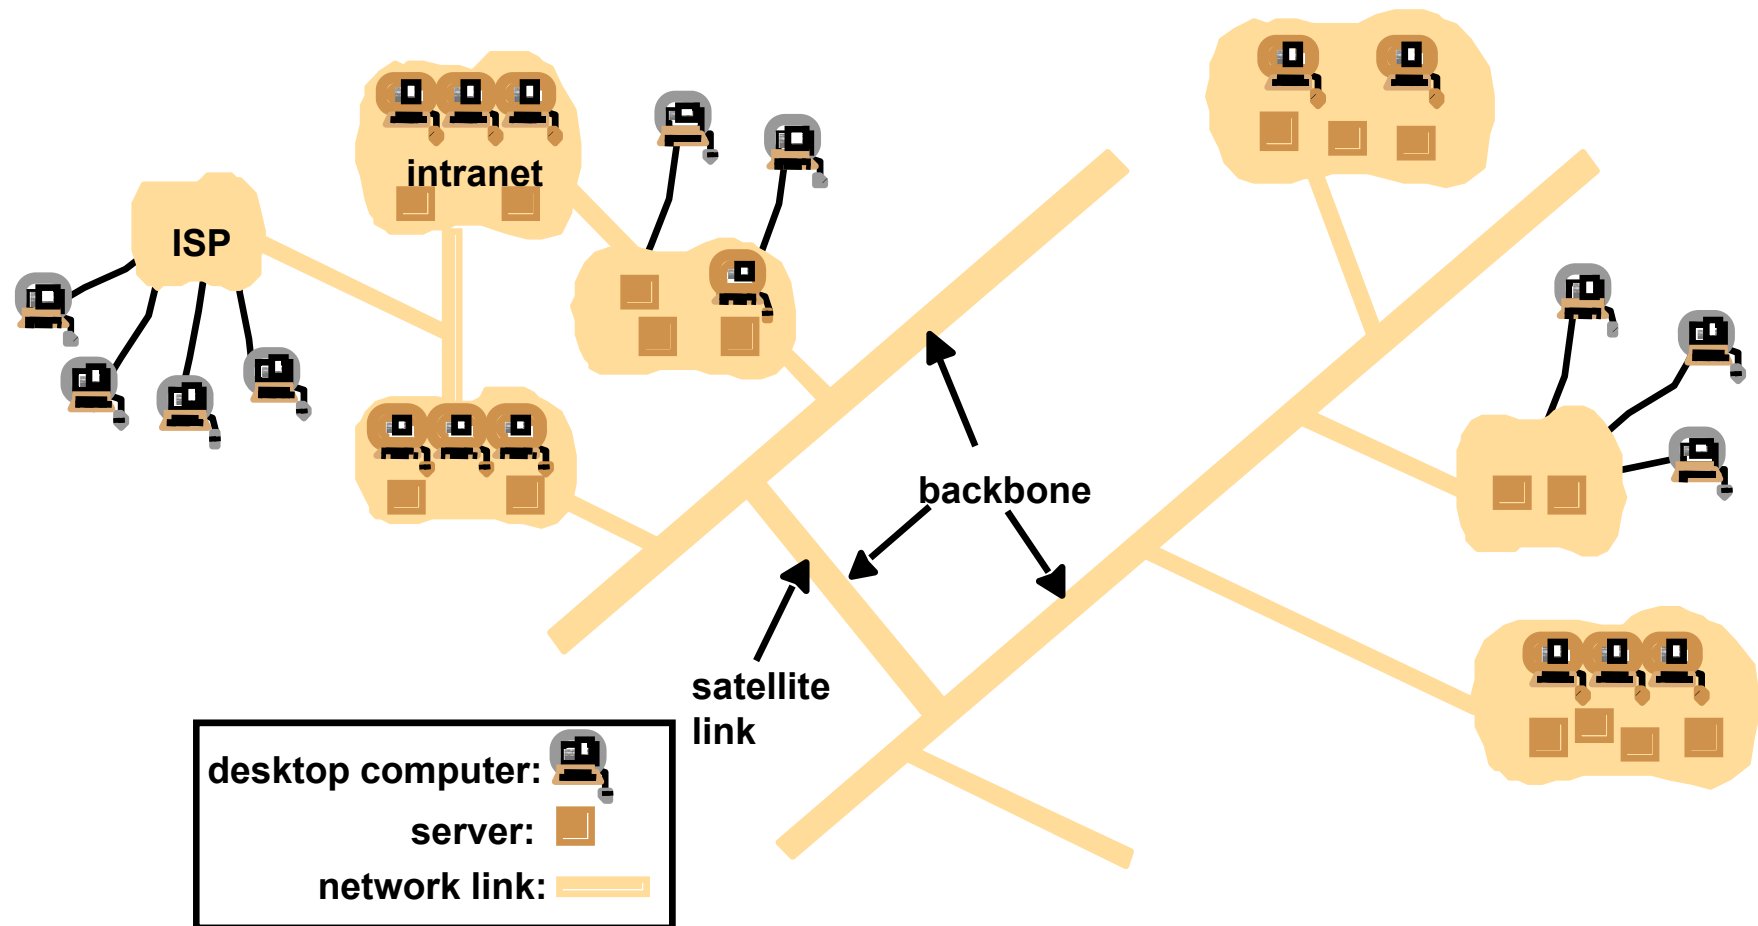 intranet
ISP
backbone
satellite
link
desktop computer:
server:
network link: